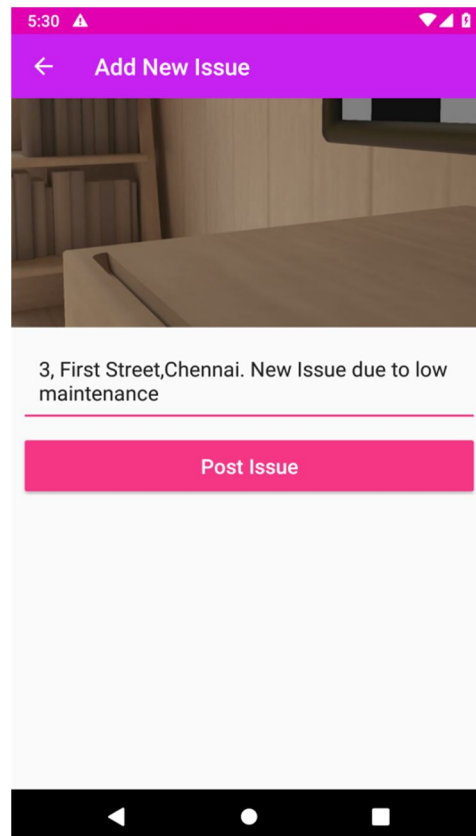 5:30
Add New Issue
3, First Street,Chennai. New Issue due to low
maintenance
Post Issue